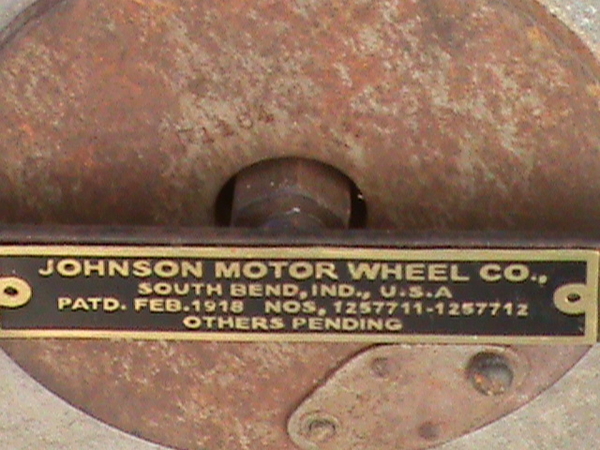 JOHNSON MOTOR WHEEL CO.,
SOUTH BEND, IND., U.S.A
PATD. FEB. 1918 NOS, 1257711-1257712
OTHERS PENDING